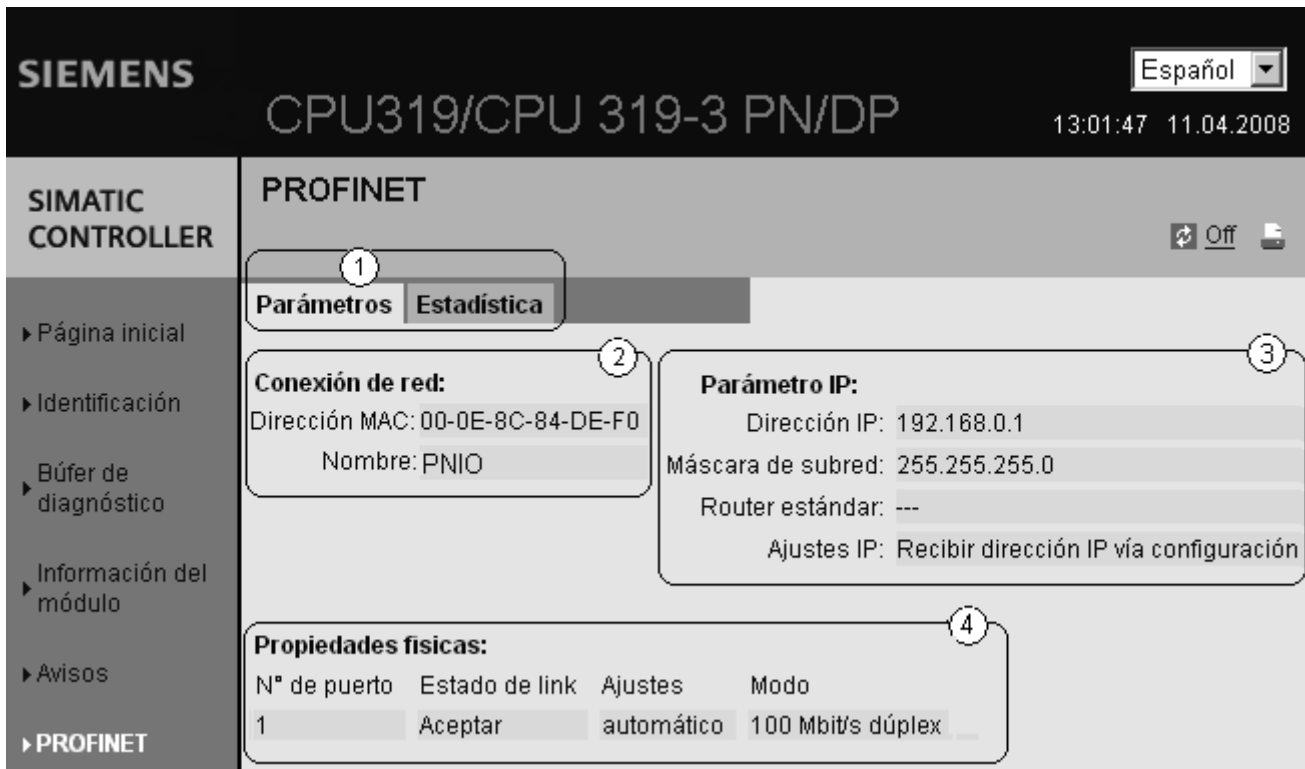 SIEMENS
Español
CPU319/CPU 319-3 PN/DP
13:01:47 11.04.2008
SIMATIC
CONTROLLER
PROFINET
Off
Página inicial
Identificación
Búfer de
diagnóstico
Información del
módulo
Avisos
PROFINET
1
Parámetros Estadística
2
Conexión de red:
Dirección MAC: 00-0E-8C-84-DE-F0
Nombre: PNIO
3
Parámetro IP:
Dirección IP: 192.168.0.1
Máscara de subred: 255.255.255.0
Router estándar: ---
Ajustes IP: Recibir dirección IP vía configuración
4
Propiedades fisicas:
N° de puerto Estado de link Ajustes Modo
1 Aceptar automático 100 Mbit/s dúplex